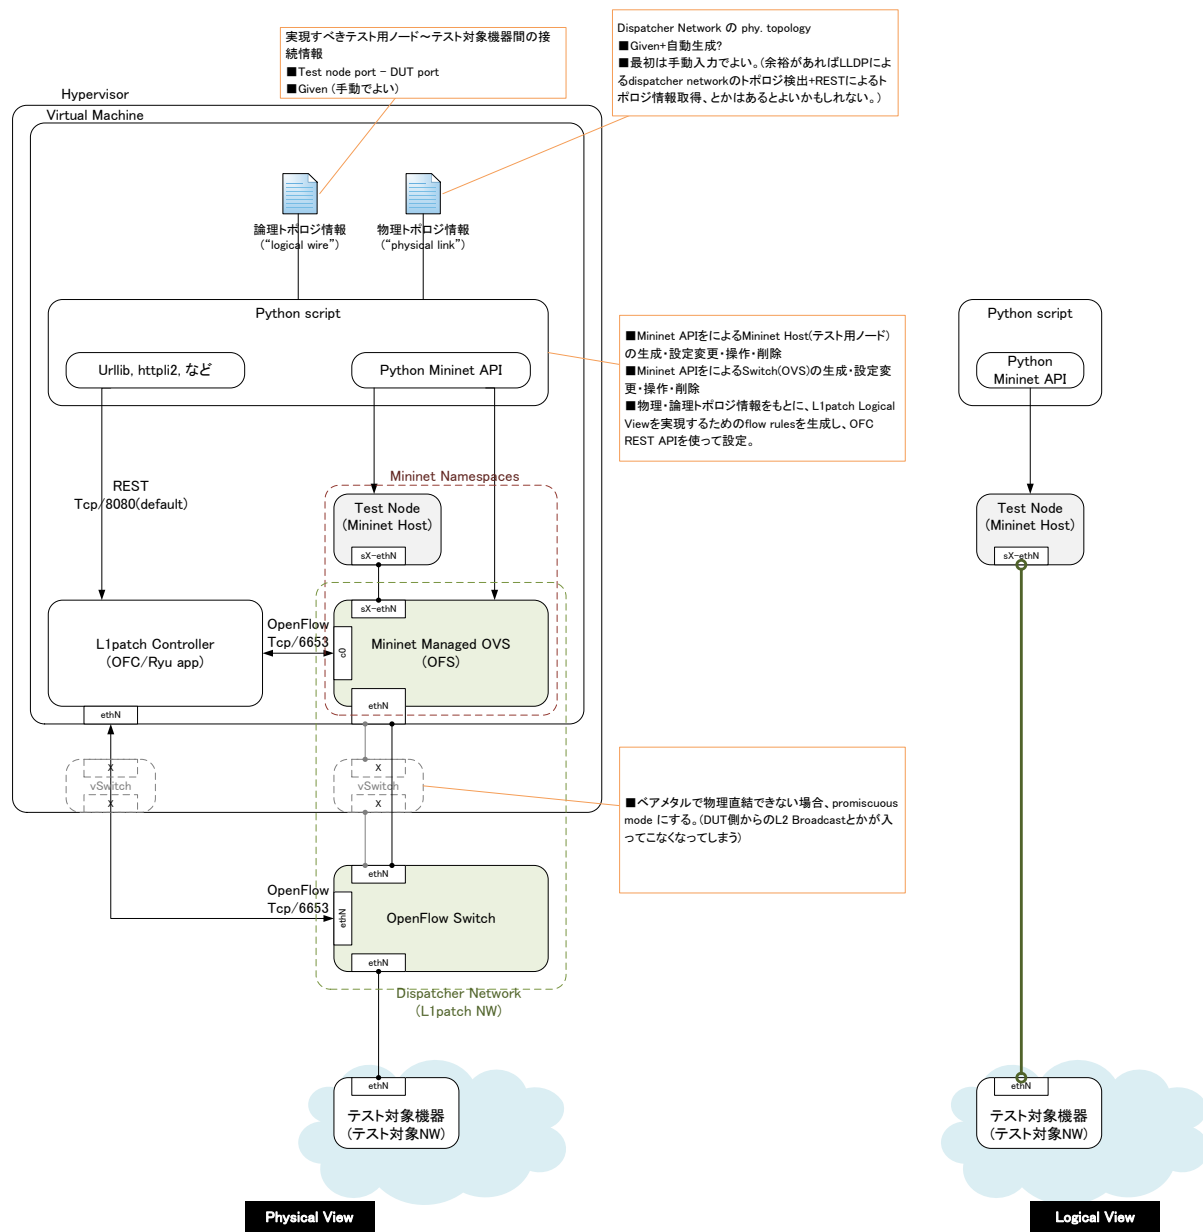 実現すべきテスト用ノード～テスト対象機器間の接
続情報
■Test node port – DUT port
■Given (手動でよい)
Dispatcher Network の phy. topology
■Given+自動生成?
■最初は手動入力でよい。(余裕があればLLDPに
よるdispatcher networkのトポロジ検出+RESTによるト
ポロジ情報取得、とかはあるとよいかもしれない。)
Hypervisor
Virtual Machine
論理トポロジ情報
(“logical wire”)
物理トポロジ情報
(“physical link”)
Python script
Urllib, httpli2, など
Python Mininet API
■Mininet APIをによるMininet Host(テスト用ノード)
の生成・設定変更・操作・削除
■Mininet APIをによるSwitch(OVS)の生成・設定変
更・操作・削除
■物理・論理トポロジ情報をもとに、L1patch Logical
Viewを実現するためのflow rulesを生成し、OFC
REST APIを使って設定。
Python script
Python
Mininet API
REST
Tcp/8080(default)
Mininet Namespaces
Test Node
(Mininet Host)
sX-ethN
Test Node
(Mininet Host)
sX-ethN
sX-ethN
L1patch Controller
(OFC/Ryu app)
ethN
OpenFlow
Tcp/6653
c0
Mininet Managed OVS
(OFS)
ethN
X
vSwitch
X
X
vSwitch
X
■ベアメタルで物理直結できない場合、promiscuous
mode にする。(DUT側からのL2 Broadcastとかが入
ってこなくなってしまう)
ethN
OpenFlow
Tcp/6653
ethN
OpenFlow Switch
ethN
Dispatcher Network
(L1patch NW)
ethN
テスト対象機器
(テスト対象NW)
ethN
テスト対象機器
(テスト対象NW)
Physical View
Logical View